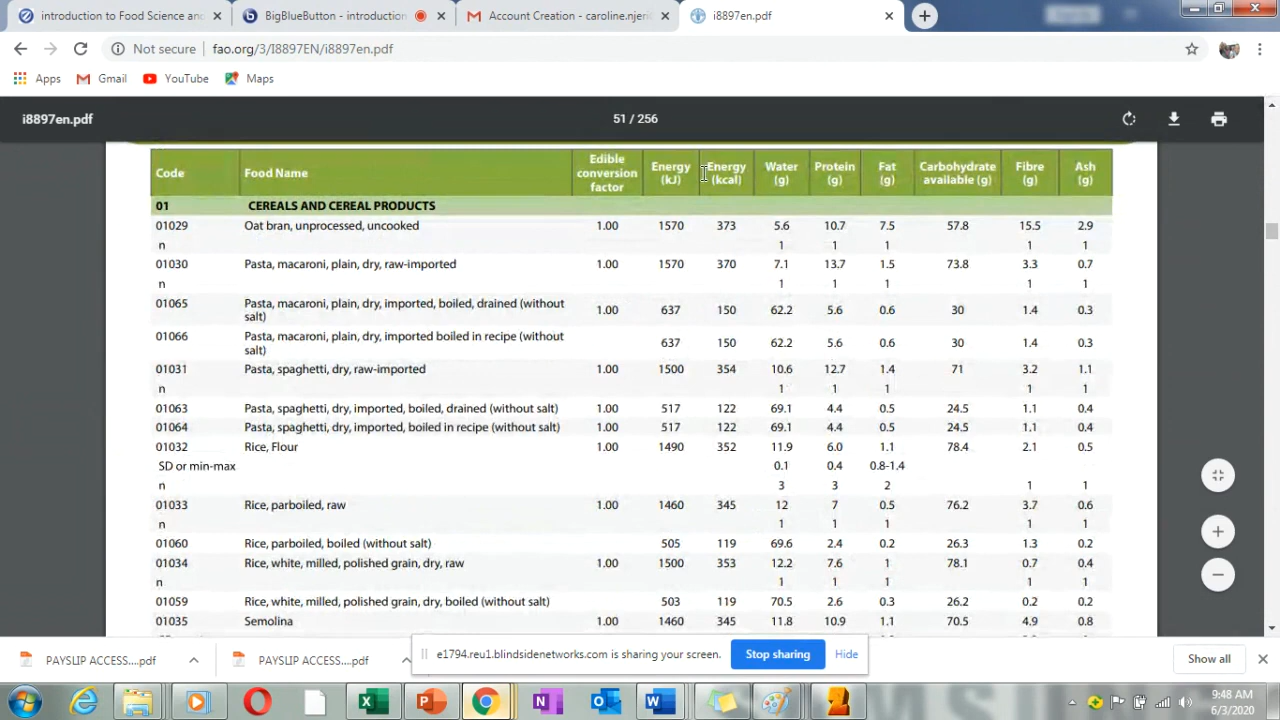 introduction to Food Science and
BigBlueButton - introduction
Account Creation - caroline.njeri
i8897en.pdf
Not secure fao.org/3/I8897EN/i8897en.pdf
Apps Gmail YouTube Maps
i8897en.pdf 51 / 256
Code Food Name Edible conversion factor Energy (kJ) Energy (kcal) Water (g) Protein (g) Fat (g) Carbohydrate available (g) Fibre (g) Ash (g)
01 CEREALS AND CEREAL PRODUCTS
01029 Oat bran, unprocessed, uncooked 1.00 1570 373 5.6 10.7 7.5 57.8 15.5 2.9
n 1 1 1 1 1
01030 Pasta, macaroni, plain, dry, raw-imported 1.00 1570 370 7.1 13.7 1.5 73.8 3.3 0.7
n 1 1 1 1 1
01065 Pasta, macaroni, plain, dry, imported, boiled, drained (without
salt) 1.00 637 150 62.2 5.6 0.6 30 1.4 0.3
01066 Pasta, macaroni, plain, dry, imported boiled in recipe (without
salt) 637 150 62.2 5.6 0.6 30 1.4 0.3
01031 Pasta, spaghetti, dry, raw-imported 1.00 1500 354 10.6 12.7 1.4 71 3.2 1.1
n 1 1 1 1 1
01063 Pasta, spaghetti, dry, imported, boiled, drained (without salt) 1.00 517 122 69.1 4.4 0.5 24.5 1.1 0.4
01064 Pasta, spaghetti, dry, imported, boiled in recipe (without salt) 1.00 517 122 69.1 4.4 0.5 24.5 1.1 0.4
01032 Rice, Flour 1.00 1490 352 11.9 6.0 1.1 78.4 2.1 0.5
SD or min-max 0.1 0.4 0.8-1.4
n 3 3 2 1 1
01033 Rice, parboiled, raw 1.00 1460 345 12 7 0.5 76.2 3.7 0.6
n 1 1 1 1 1
01060 Rice, parboiled, boiled (without salt) 505 119 69.6 2.4 0.2 26.3 1.3 0.2
01034 Rice, white, milled, polished grain, dry, raw 1.00 1500 353 12.2 7.6 1 78.1 0.7 0.4
n 1 1 1 1 1
01059 Rice, white, milled, polished grain, dry, boiled (without salt) 503 119 70.5 2.6 0.3 26.2 0.2 0.2
01035 Semolina 1.00 1460 345 11.8 10.9 1.1 70.5 4.9 0.8
e1794.reu1.blindsidenetworks.com is sharing your screen. Stop sharing Hide
PAYSLIP ACCESS....pdf PAYSLIP ACCESS....pdf Show all
9:48 AM
6/3/2020